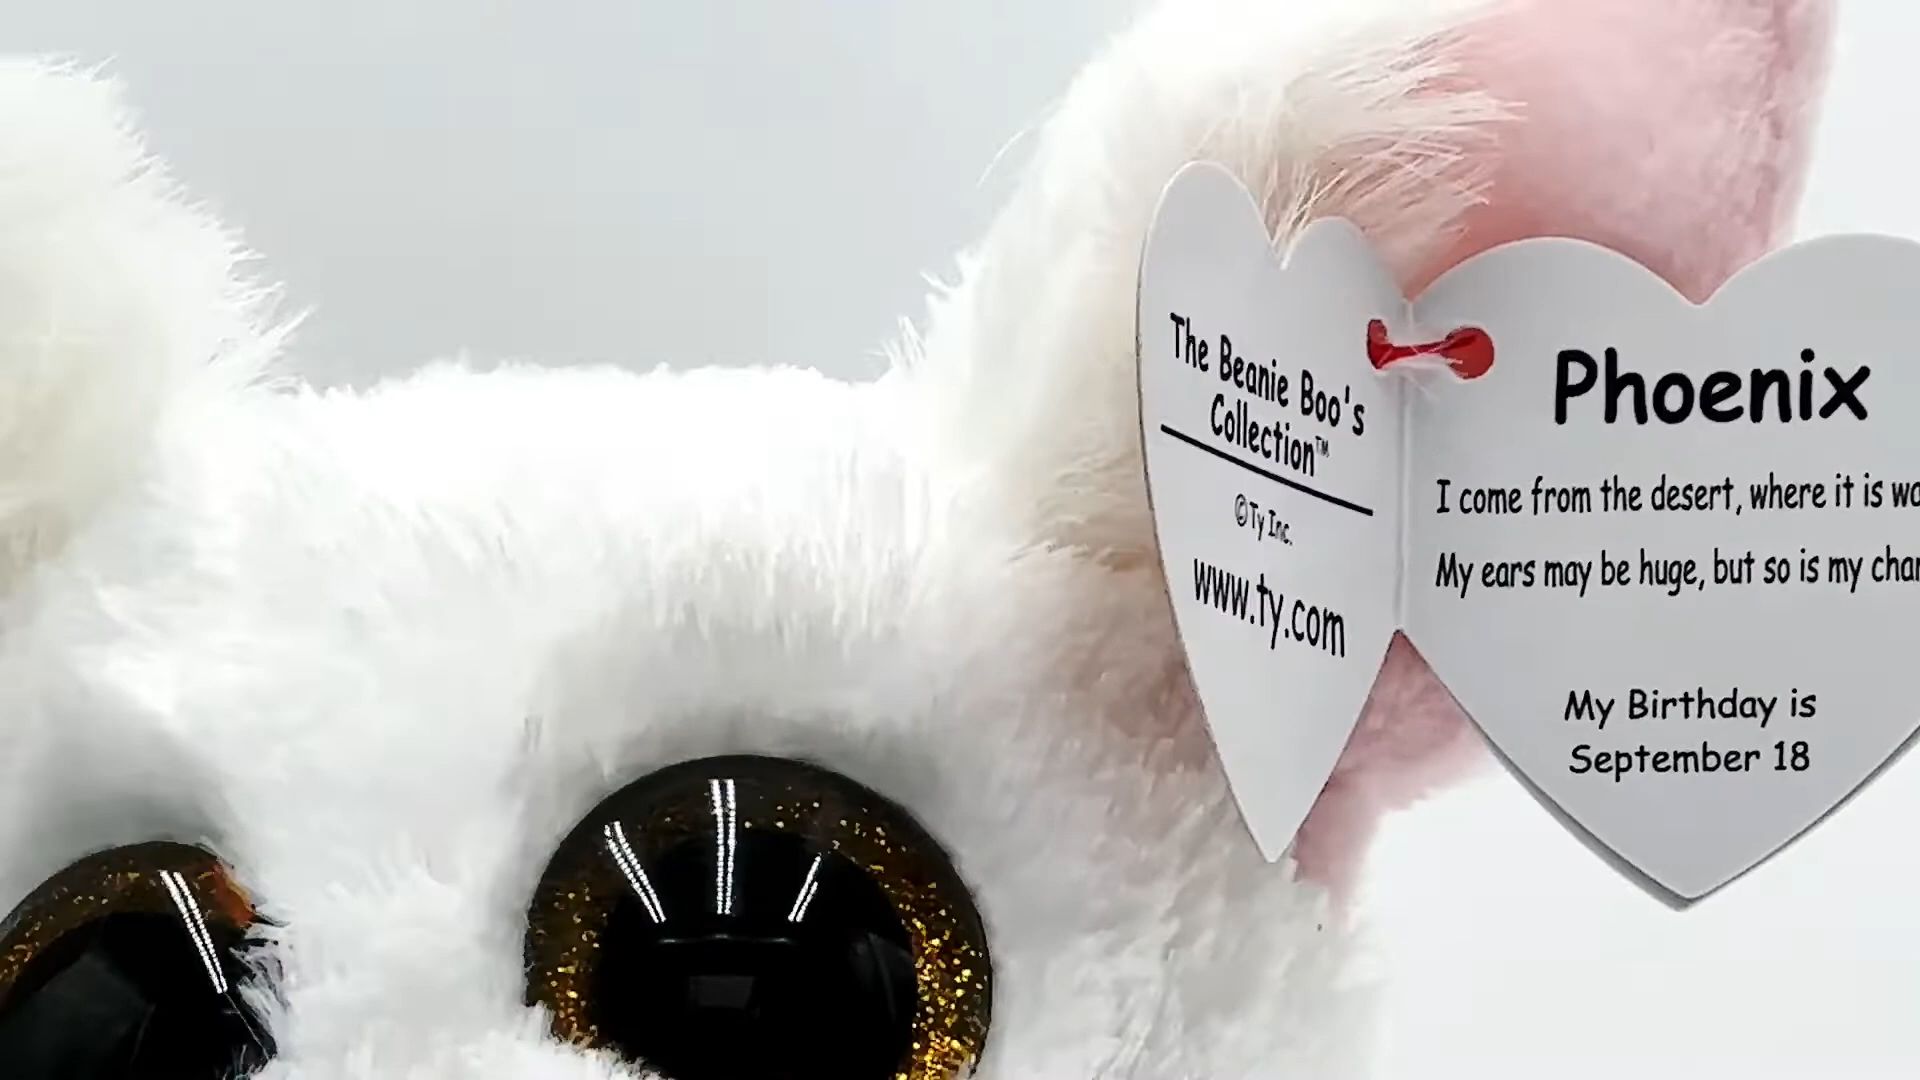 The Beanie Boo's
Collection™
©Ty Inc.
www.ty.com
Phoenix
I come from the desert, where it is
My ears may be huge, but so is my
My Birthday is
September 18